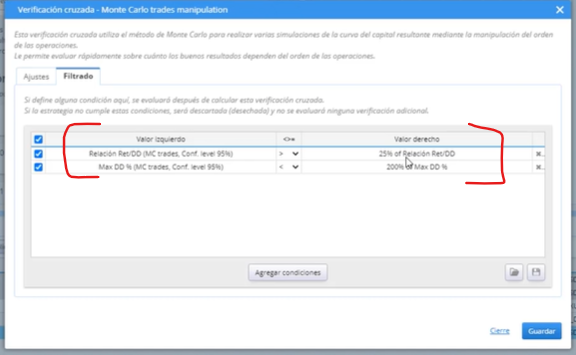 Verificación cruzada - Monte Carlo trades manipulation
Esta verificación cruzada utiliza el método de Monte Carlo para realizar varias simulaciones de la curva del capital resultante mediante la manipulación del orden
de las operaciones.
Le permite evaluar rápidamente sobre cuánto los buenos resultados dependen del orden de las operaciones.
Ajustes Filtrado
Si define alguna condición aquí, se evaluará después de calcular esta verificación cruzada.
Si la estrategia no cumple estas condiciones, será descartada (desechada) y no se evaluará ninguna verificación adicional.
Valor izquierdo <>= Valor derecho
Relación Ret/DD (MC trades, Conf. level 95%) > 25% of Relación Ret/DD
Max DD % (MC trades, Conf. level 95%) < 200% of Max DD %
Agregar condiciones
Cierre Guardar